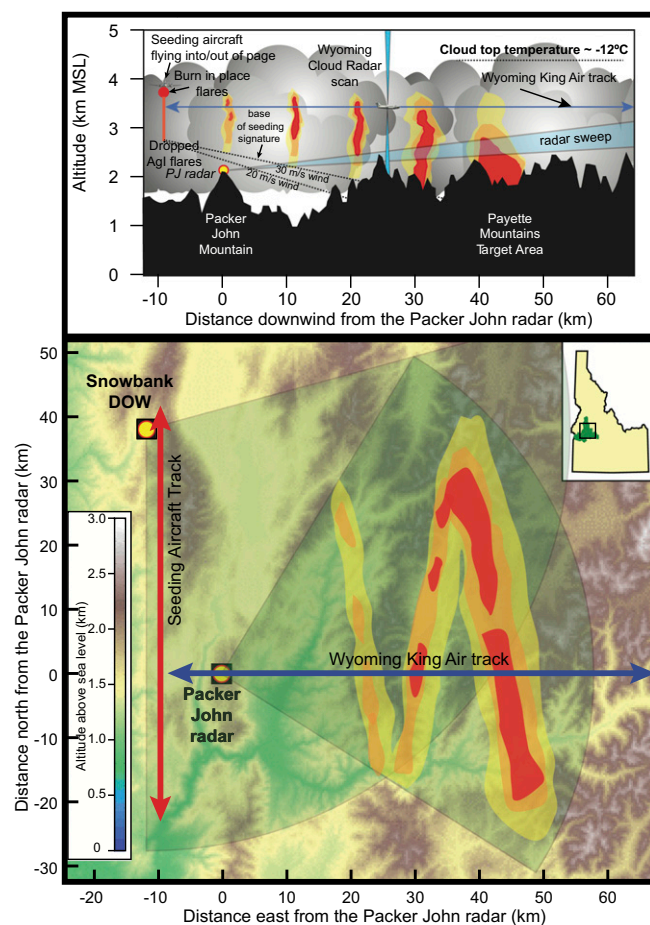 Seeding aircraft
flying into/out of page
Burn in place
flares
Wyoming
Cloud Radar
scan
Cloud top temperature ~ -12ºC
Wyoming King Air track
base
of seeding
signature
radar sweep
Dropped
AgI flares
PJ radar
30 m/s wind
20 m/s wind
Packer
John
Mountain
Payette
Mountains
Target Area
Altitude (km MSL)
5
4
3
2
1
0
-10
0
10
20
30
40
50
60
Distance downwind from the Packer John radar (km)
Snowbank
DOW
Seeding Aircraft Track
Wyoming King Air track
Packer
John
radar
Altitude above sea level (km)
3.0
2.5
2.0
1.5
1.0
0.5
0
Distance north from the Packer John radar (km)
50
40
30
20
10
0
-10
-20
-30
-20
-10
0
10
20
30
40
50
60
Distance east from the Packer John radar (km)